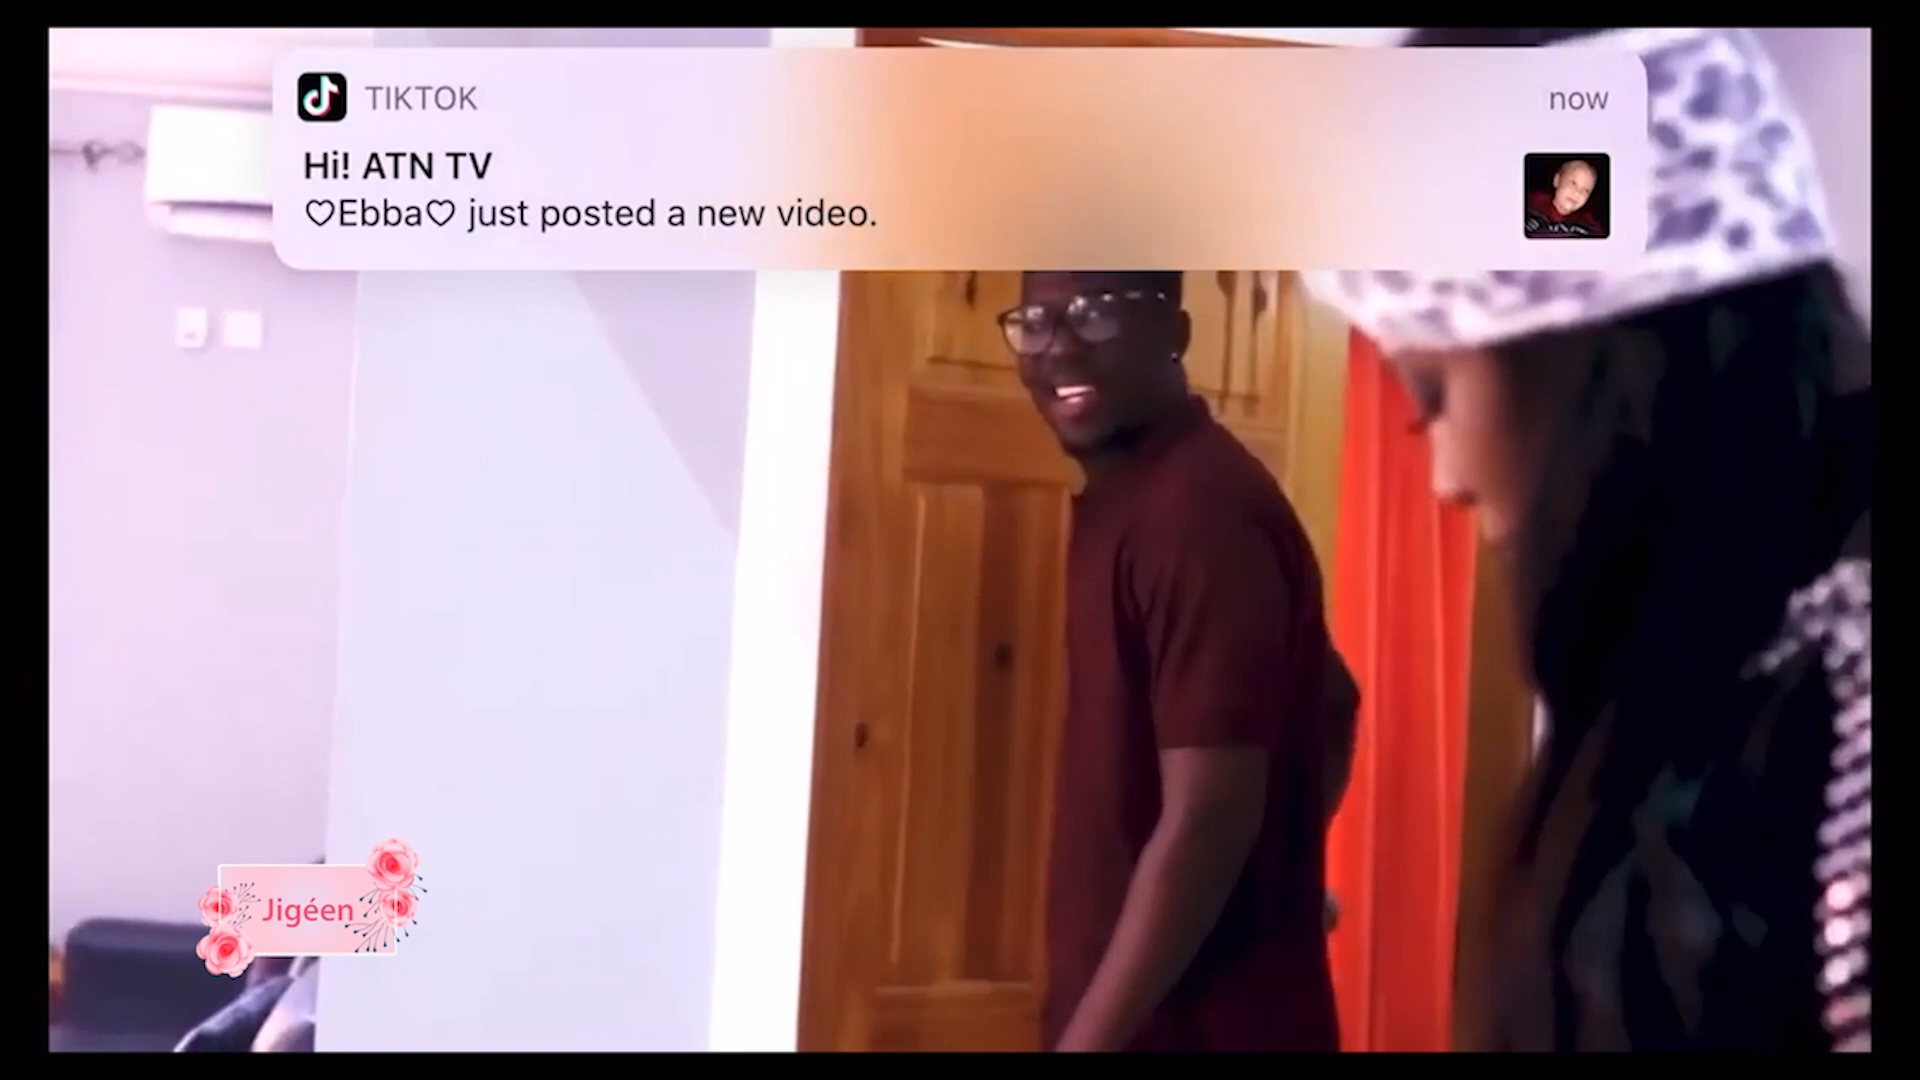 TIKTOK
now
Hi! ATN TV
♡Ebba♡ just posted a new video.
Jigéen